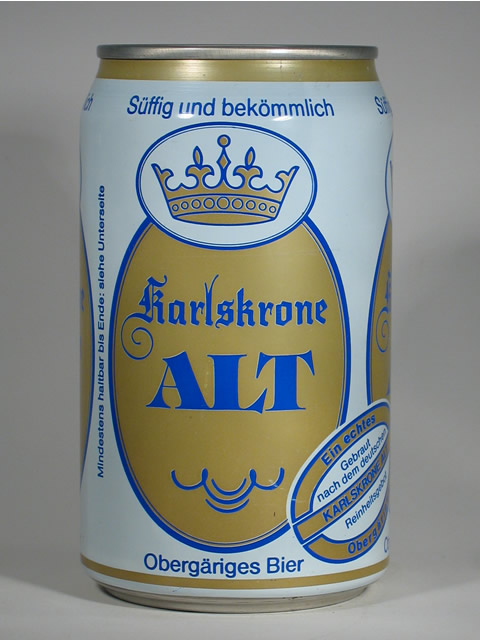 Süffig und bekömmlich
Mindestens haltbar bis Ende: siehe Unterseite
Karlskrone
ALT
Ein echtes
Gebraut
nach dem deutschen
KARLSKRONE
Reinheitsgebot
Obergäriges Bier